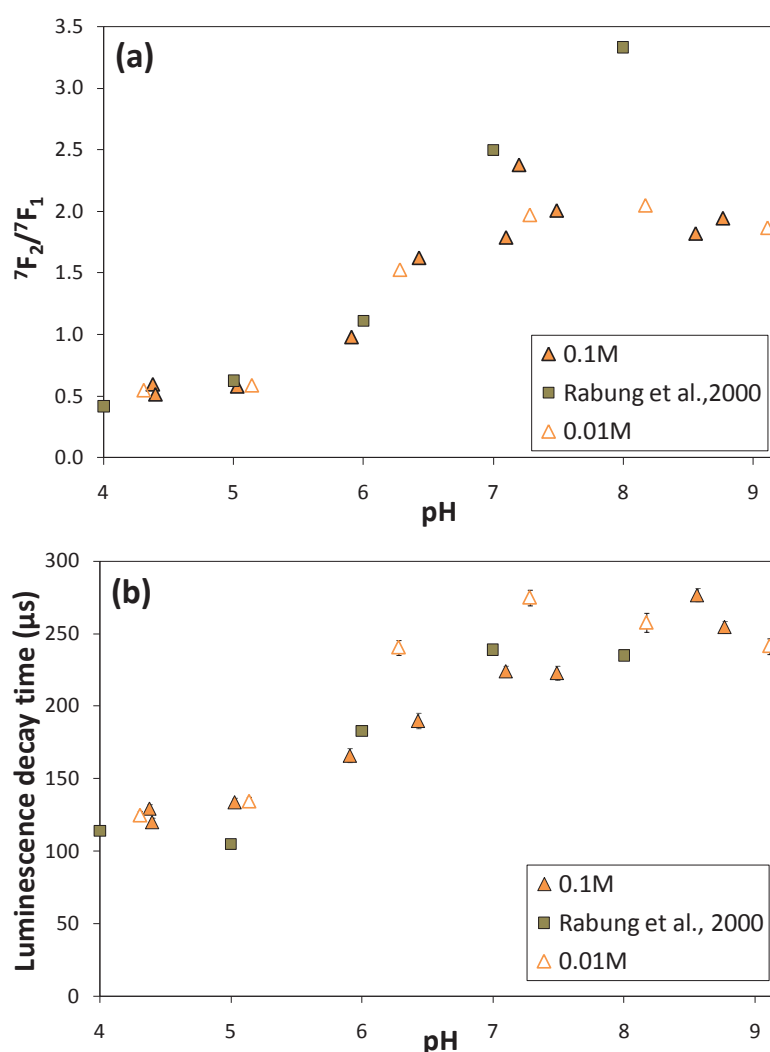 (a)
3.5
3.0
2.5
2.0
1.5
1.0
0.5
0.0
⁷F₂/⁷F₁
4 5 6 7 8 9
pH
0.1M
Rabung et al.,2000
0.01M
(b)
300
250
200
150
100
50
0
Luminescence decay time (µs)
4 5 6 7 8 9
pH
0.1M
Rabung et al., 2000
0.01M